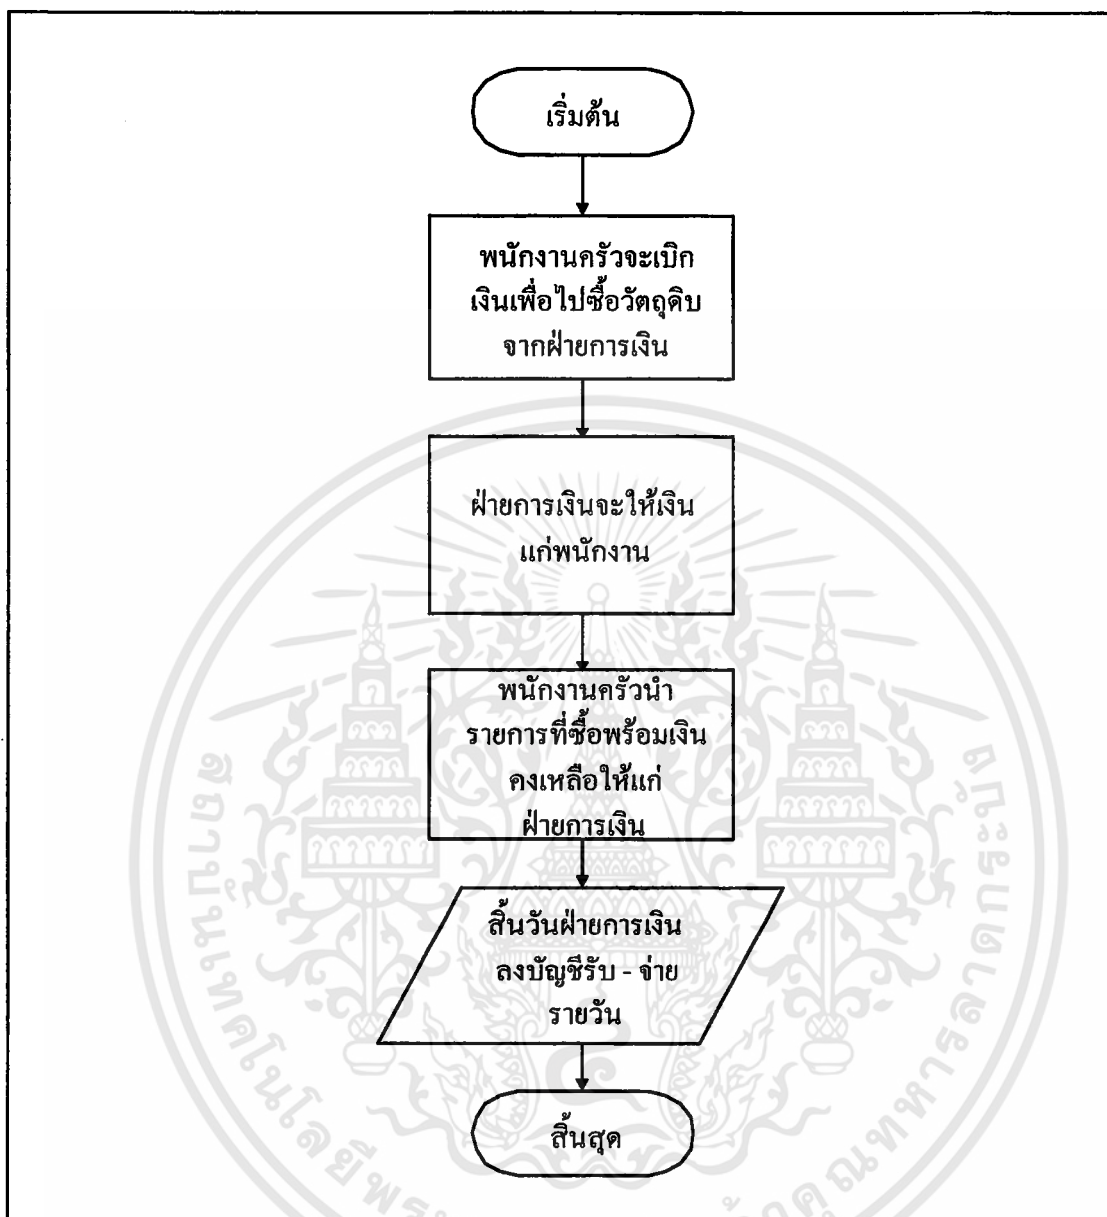 เริ่มต้น
พนักงานครัวจะเบิก
เงินเพื่อไปซื้อวัตถุดิบ
จากฝ่ายการเงิน
ฝ่ายการเงินจะให้เงิน
แก่พนักงาน
พนักงานครัวนำ
รายการที่ซื้อพร้อมเงิน
คงเหลือให้แก่
ฝ่ายการเงิน
สิ้นวันฝ่ายการเงิน
ลงบัญชีรับ - จ่าย
รายวัน
สิ้นสุด